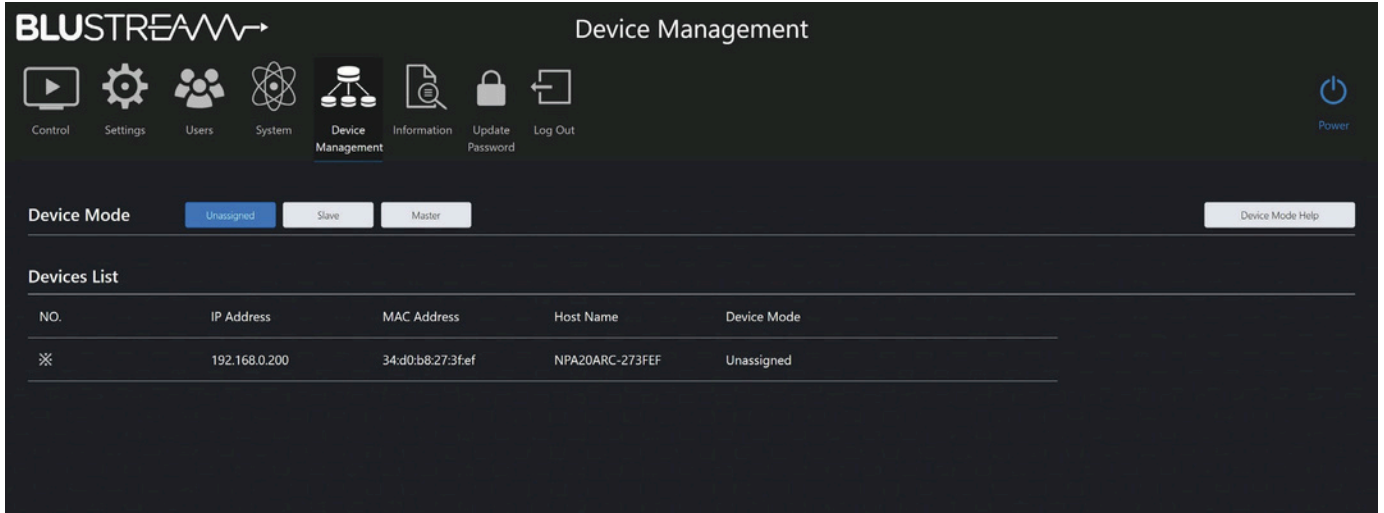 BLUSTREAM
Device Management
Control
Settings
Users
System
Device
Management
Information
Update
Password
Log Out
Power
Device Mode
Unassigned
Slave
Master
Device Mode Help
Devices List
NO. IP Address MAC Address Host Name Device Mode
※ 192.168.0.200 34:d0:b8:27:3f:ef NPA20ARC-273FEF Unassigned